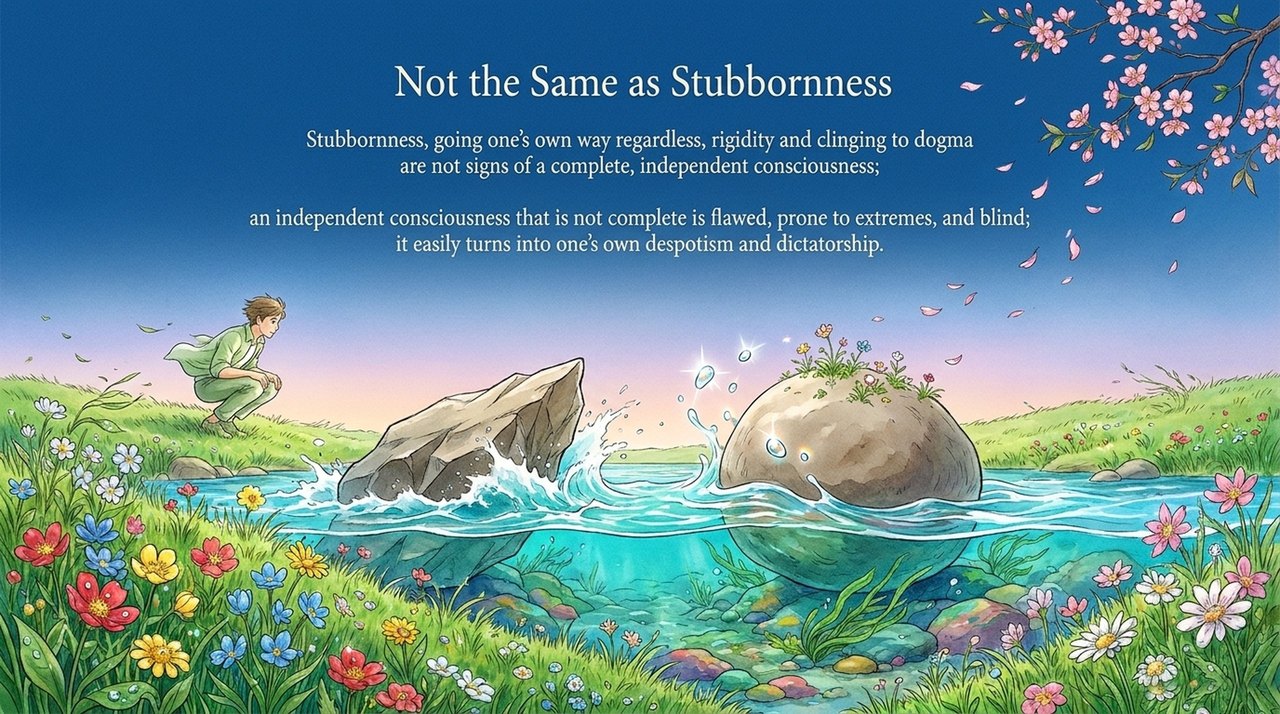 Not the Same as Stubbornness
Stubbornness, going one’s own way regardless, rigidity and clinging to dogma
are not signs of a complete, independent consciousness;
an independent consciousness that is not complete is flawed, prone to extremes, and blind;
it easily turns into one’s own despotism and dictatorship.